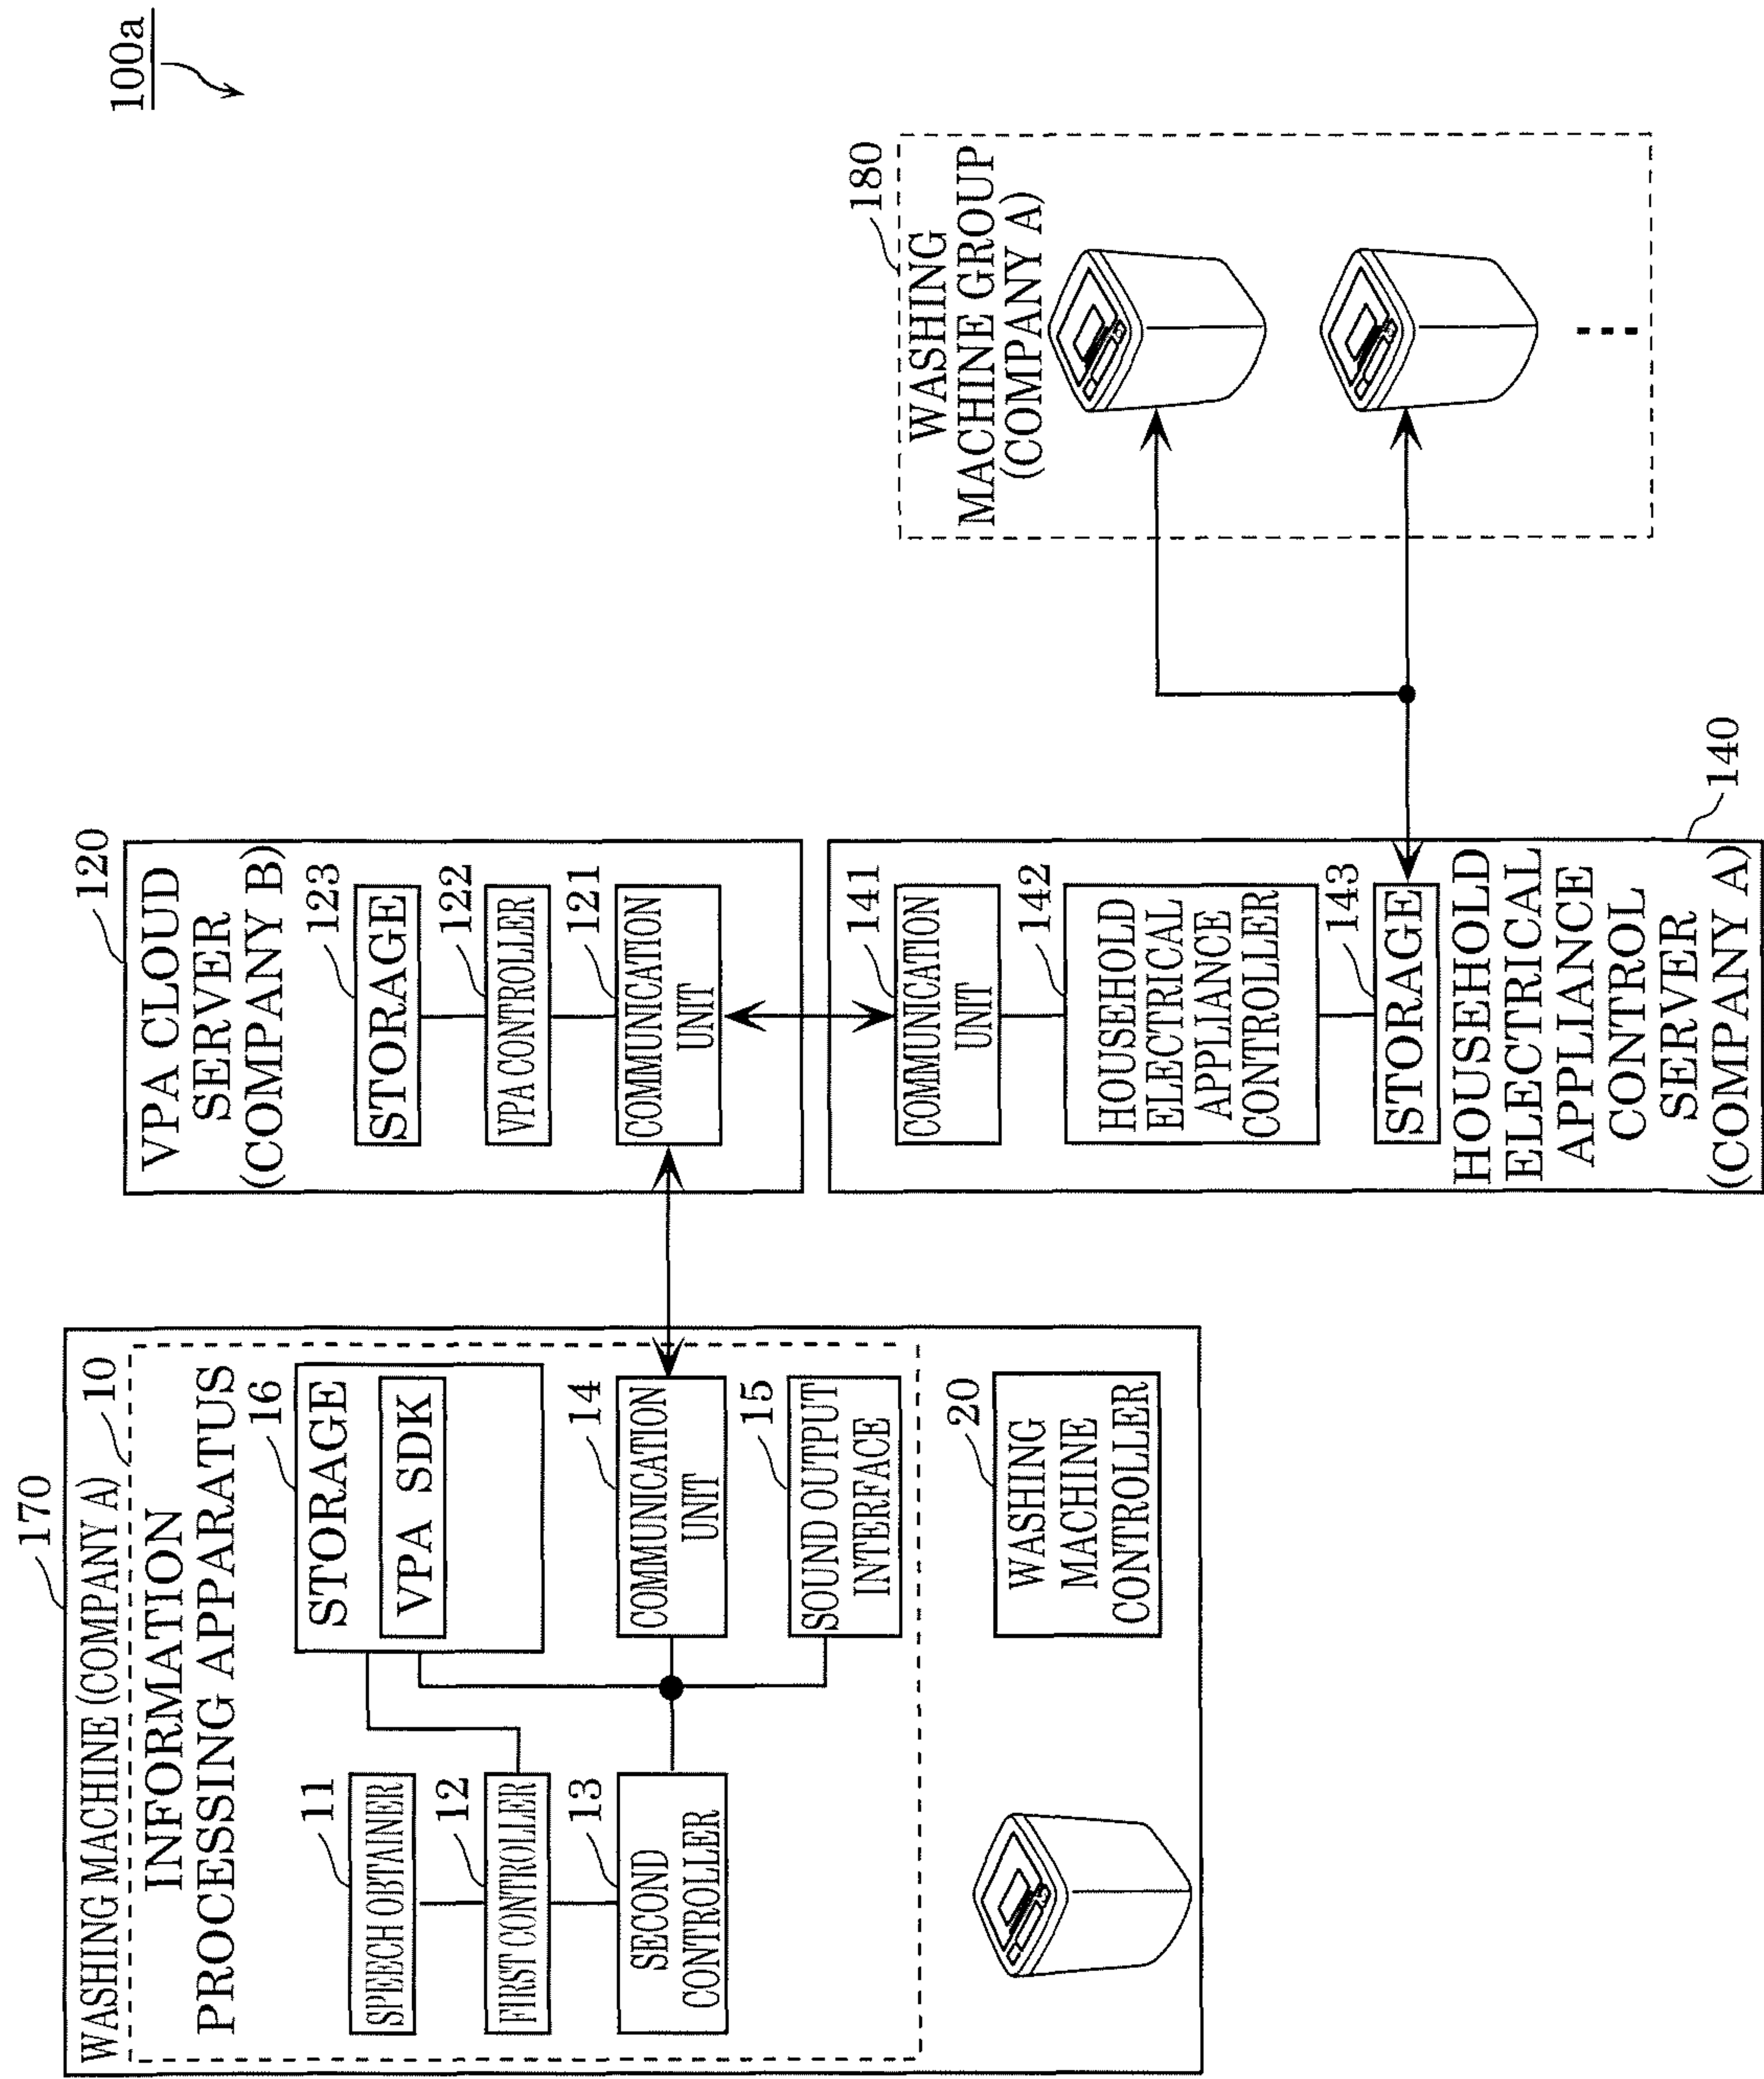 100a
170
WASHING MACHINE (COMPANY A)
10
INFORMATION
PROCESSING APPARATUS
11
SPEECH OBTAINER
12
FIRST CONTROLLER
13
SECOND
CONTROLLER
16
STORAGE
VPA SDK
14
COMMUNICATION
UNIT
15
SOUND OUTPUT
INTERFACE
20
WASHING
MACHINE
CONTROLLER
120
VPA CLOUD
SERVER
(COMPANY B)
123
STORAGE
122
VPA CONTROLLER
121
COMMUNICATION
UNIT
141
COMMUNICATION
UNIT
142
HOUSEHOLD
ELECTRICAL
APPLIANCE
CONTROLLER
143
STORAGE
HOUSEHOLD
ELECTRICAL
APPLIANCE
CONTROL
SERVER
(COMPANY A)
140
180
WASHING
MACHINE GROUP
(COMPANY A)